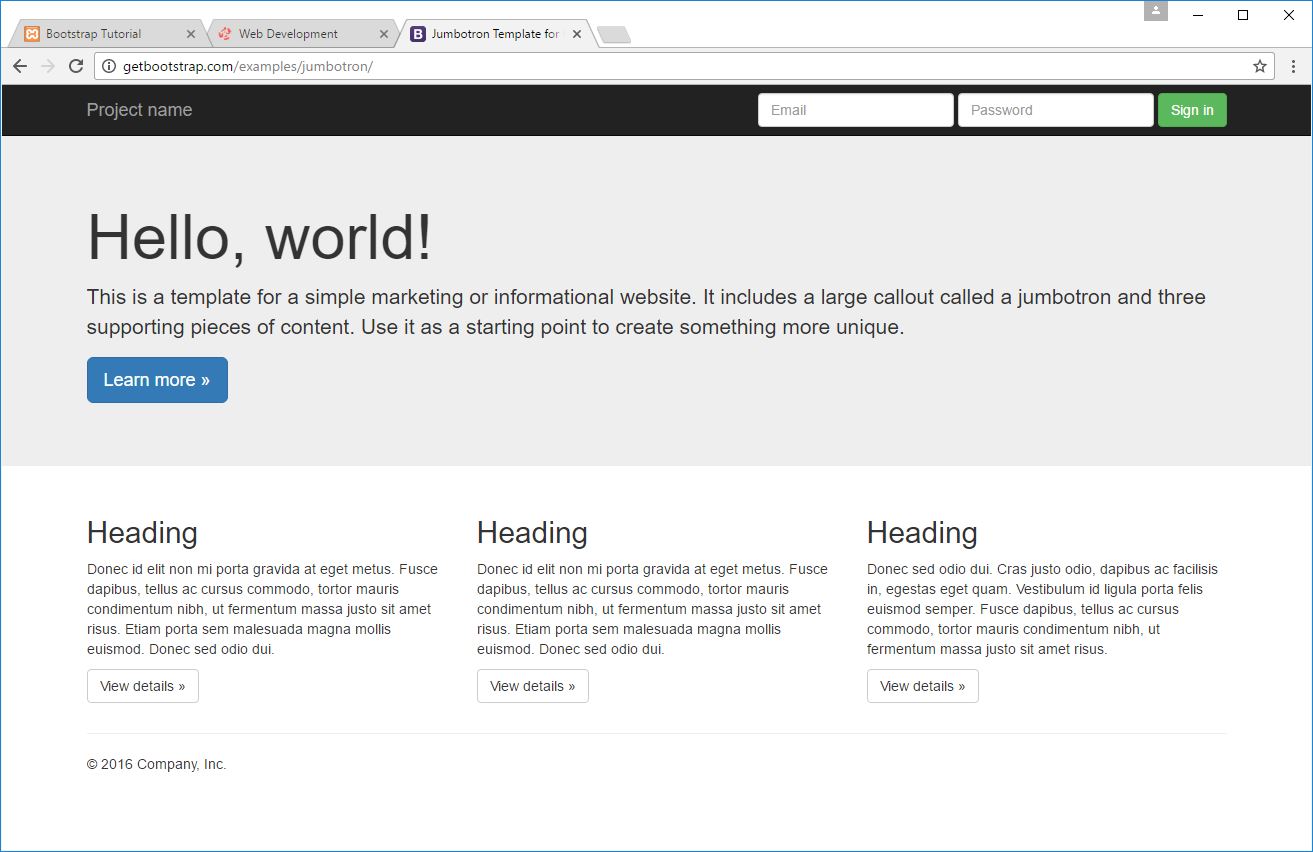 Bootstrap Tutorial
Web Development
Jumbotron Template for
getbootstrap.com/examples/jumbotron/
Project name
Email
Password
Sign in
Hello, world!
This is a template for a simple marketing or informational website. It includes a large callout called a jumbotron and three
supporting pieces of content. Use it as a starting point to create something more unique.
Learn more »
Heading
Donec id elit non mi porta gravida at eget metus. Fusce
dapibus, tellus ac cursus commodo, tortor mauris
condimentum nibh, ut fermentum massa justo sit amet
risus. Etiam porta sem malesuada magna mollis
euismod. Donec sed odio dui.
View details »
Heading
Donec id elit non mi porta gravida at eget metus. Fusce
dapibus, tellus ac cursus commodo, tortor mauris
condimentum nibh, ut fermentum massa justo sit amet
risus. Etiam porta sem malesuada magna mollis
euismod. Donec sed odio dui.
View details »
Heading
Donec sed odio dui. Cras justo odio, dapibus ac facilisis
in, egestas eget quam. Vestibulum id ligula porta felis
euismod semper. Fusce dapibus, tellus ac cursus
commodo, tortor mauris condimentum nibh, ut
fermentum massa justo sit amet risus.
View details »
© 2016 Company, Inc.